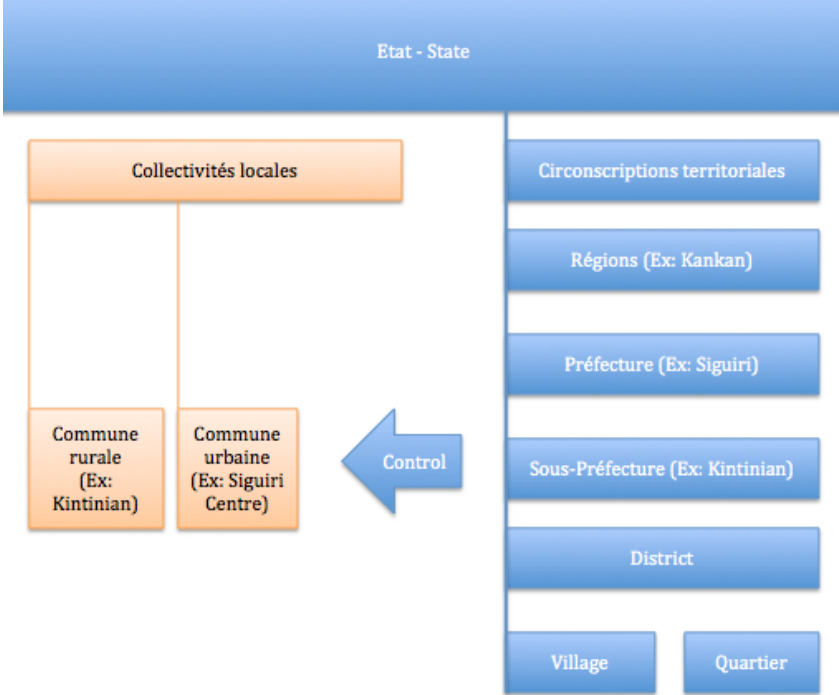 Etat - State
Collectivités locales
Commune
rurale
(Ex:
Kintinian)
Commune
urbaine
(Ex: Siguiri
Centre)
Control
Circonscriptions territoriales
Régions (Ex: Kankan)
Préfecture (Ex: Siguiri)
Sous-Préfecture (Ex: Kintinian)
District
Village
Quartier